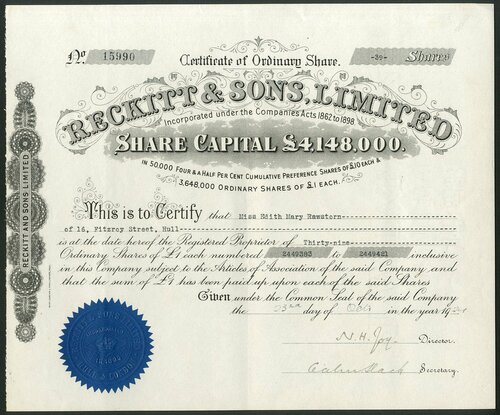 No. 15990
Certificate of Ordinary Share.
-39- Shares
RECKITT & SONS, LIMITED
Incorporated under the Companies Acts 1862 to 1898.
SHARE CAPITAL £4148,000.
IN 50,000 FOUR & A HALF PER CENT CUMULATIVE PREFERENCE SHARES OF £10 EACH &
3,648,000 ORDINARY SHARES OF £1 EACH.
This is to Certify that Miss Edith Mary Rawstorn
of 16, Fitzroy Street, Hull
is at the date hereof the Registered Proprietor of Thirty-nine
Ordinary Shares of £1 each numbered 2449383 to 2449421 inclusive
in this Company subject to the Articles of Association of the said Company and
that the sum of £1 has been paid up upon each of the said Shares
Given under the Common Seal of the said Company
the day of in the year 19
Director.
Secretary.
RECKITT AND SONS LIMITED